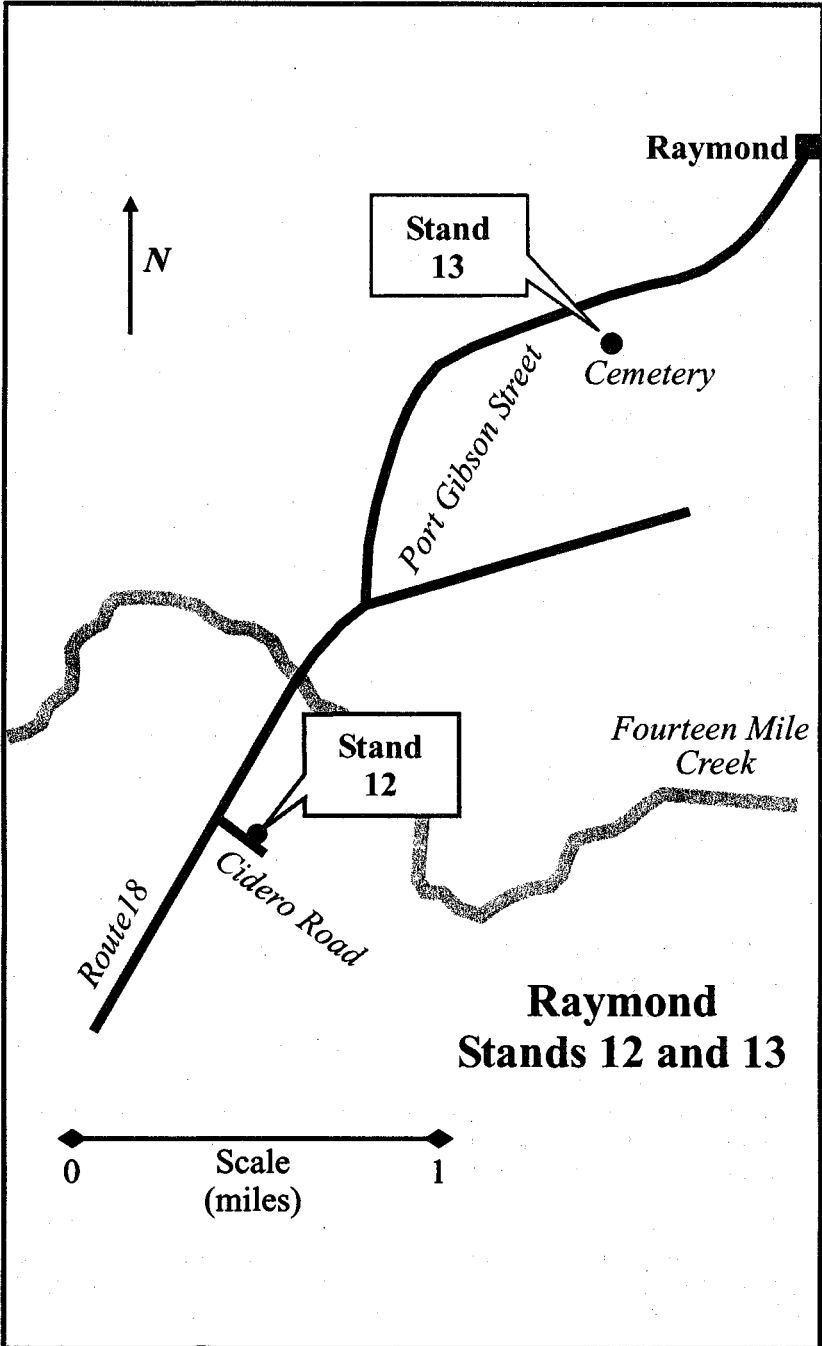 Raymond
Stand
13
N
Cemetery
Port Gibson Street
Fourteen Mile
Creek
Stand
12
Cidero Road
Route18
Raymond
Stands 12 and 13
0
Scale
(miles)
1